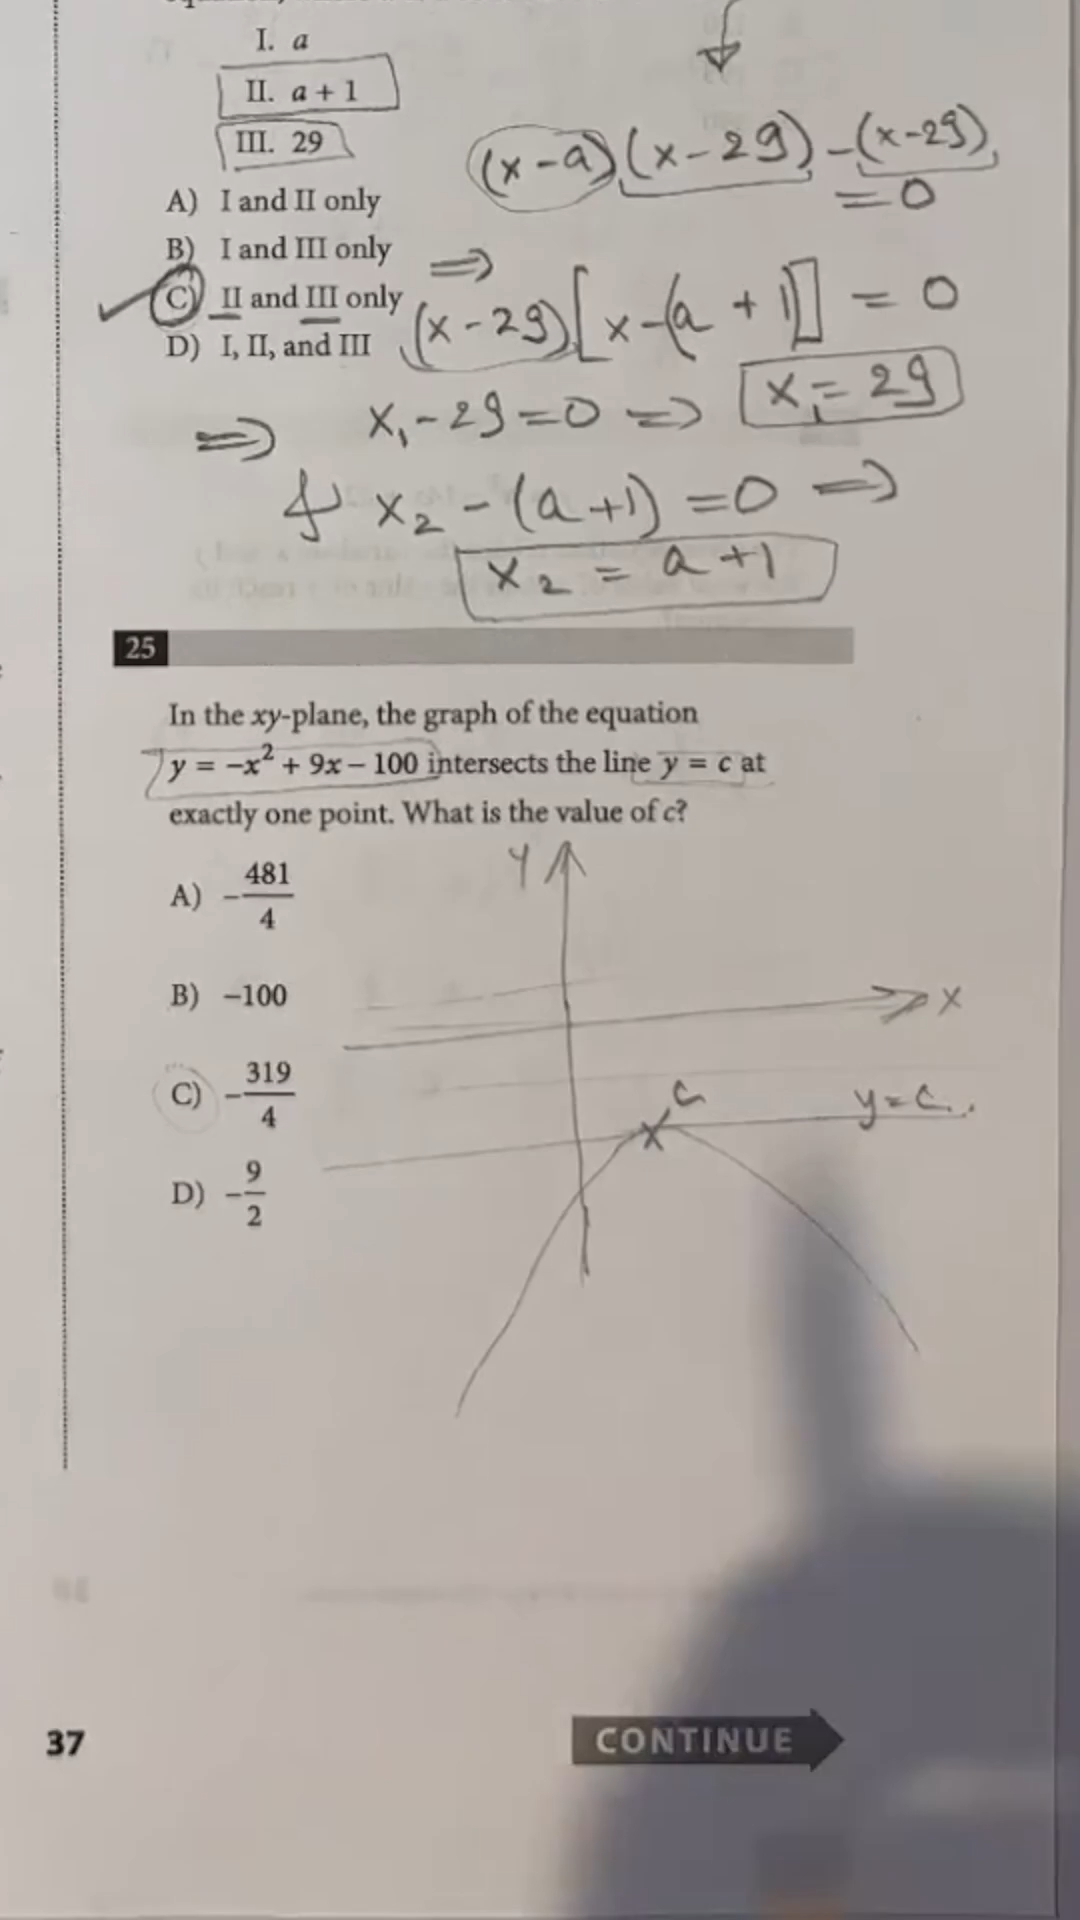 I. a
II. a + 1
III. 29
(x-a)(x-29)-(x-29)
=0
A) I and II only
B) I and III only
C) II and III only
D) I, II, and III
⇒
(x-29)[x-(a+1)] = 0
⇒ x₁-29=0 ⇒ x₁=29
& x₂-(a+1)=0 ⇒
x₂ = a+1
25
In the xy-plane, the graph of the equation
y = −x² + 9x − 100 intersects the line y = c at
exactly one point. What is the value of c?
A) −481/4
B) −100
C) −319/4
D) −9/2
Y
X
C
y=c
37
CONTINUE